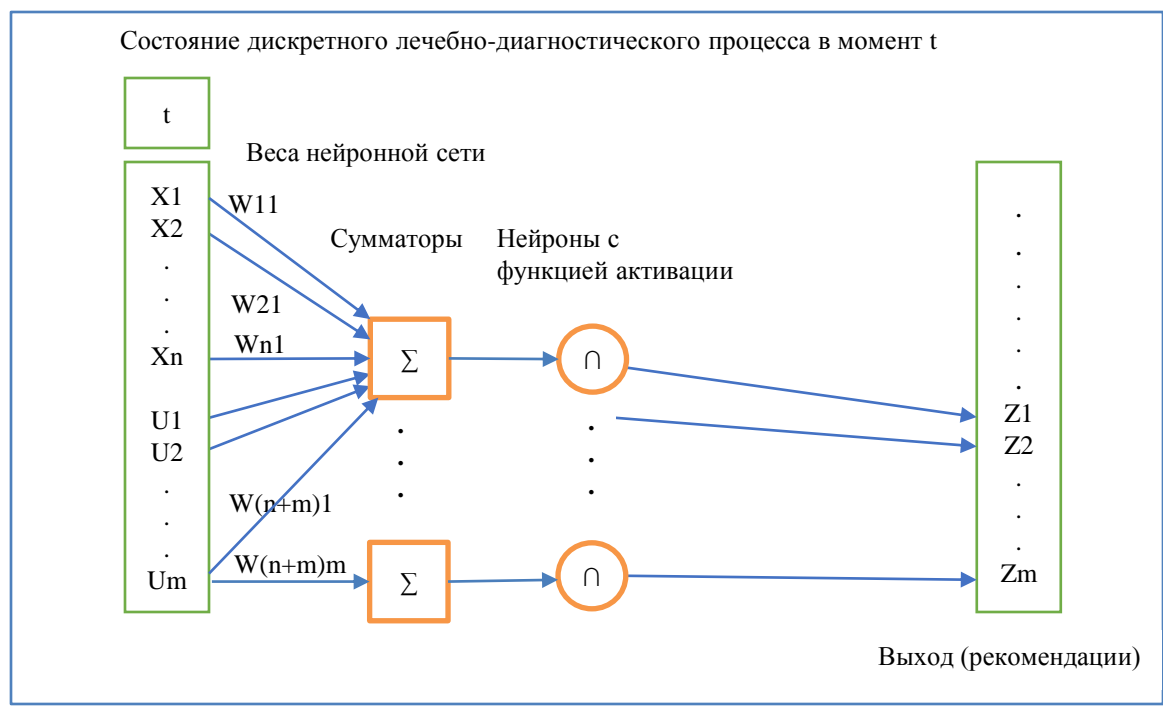 Состояние дискретного лечебно-диагностического процесса в момент t
t
Веса нейронной сети
X1
X2
.
.
.
Xn
U1
U2
.
.
.
Um
W11
W21
Wn1
W(n+m)1
W(n+m)m
Сумматоры
∑
.
.
.
∑
Нейроны с
функцией активации
∩
.
.
.
∩
.
.
.
.
.
.
Z1
Z2
.
.
.
Zm
Выход (рекомендации)